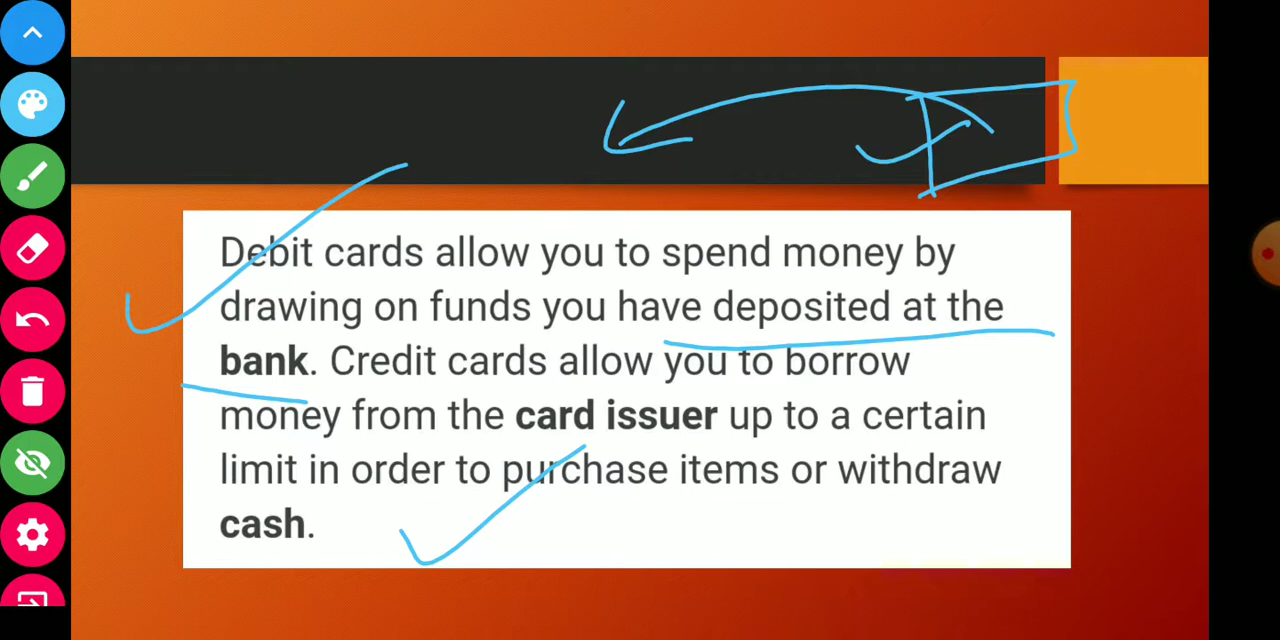 Debit cards allow you to spend money by
drawing on funds you have deposited at the
bank. Credit cards allow you to borrow
money from the card issuer up to a certain
limit in order to purchase items or withdraw
cash.